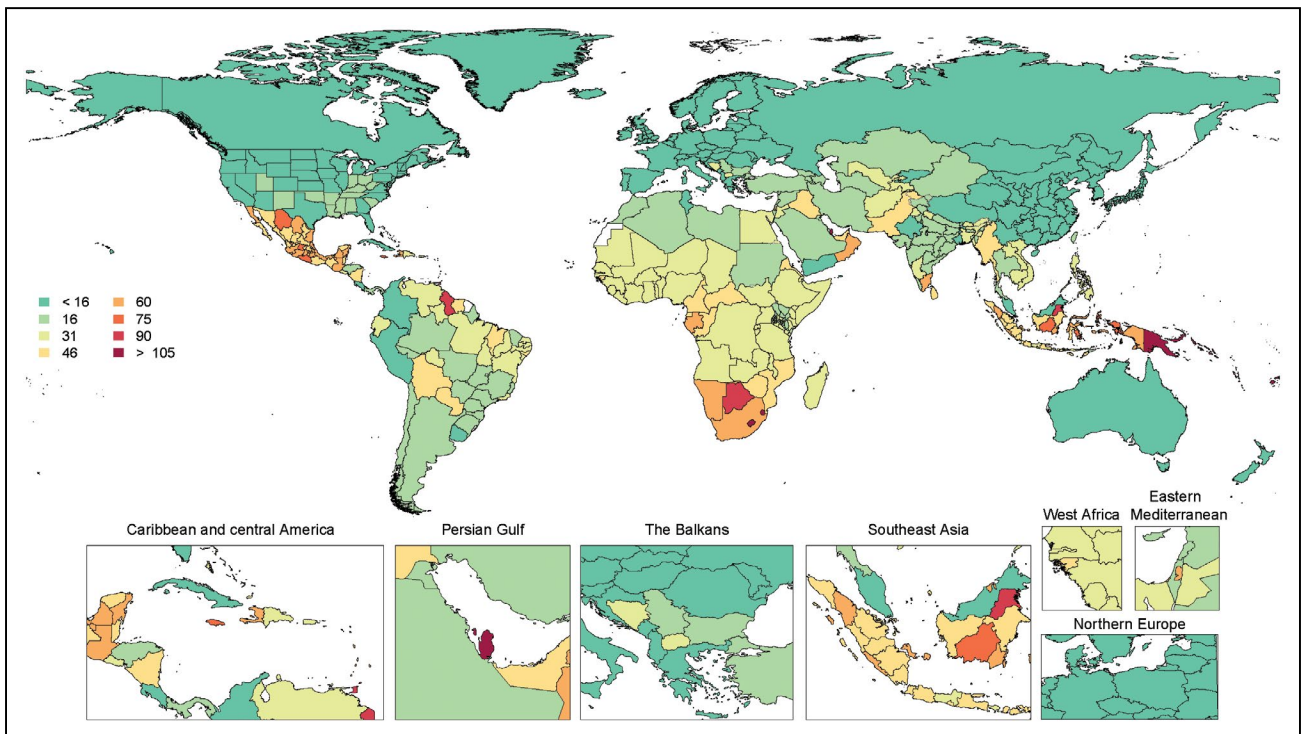 < 16
60
16
75
31
90
46
> 105
Caribbean and central America
Persian Gulf
The Balkans
Southeast Asia
West Africa
Eastern
Mediterranean
Northern Europe